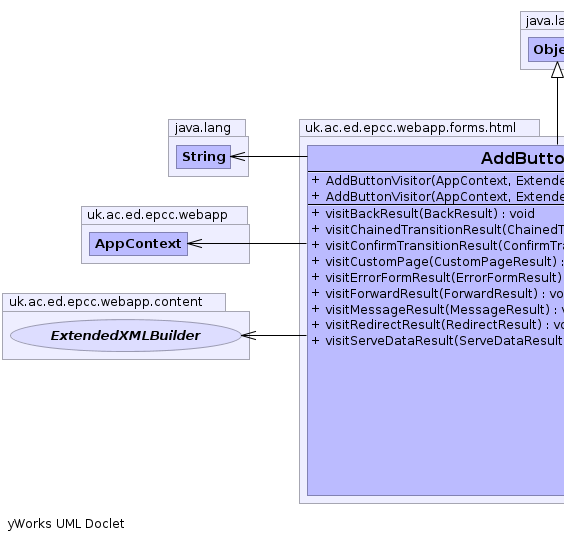 java.la
Obje
java.lang
String
uk.ac.ed.epcc.webapp.forms.html
AddButto
+ AddButtonVisitor(AppContext, Extende
+ AddButtonVisitor(AppContext, Extende
+ visitBackResult(BackResult) : void
+ visitChainedTransitionResult(ChainedT
+ visitConfirmTransitionResult(ConfirmTra
+ visitCustomPage(CustomPageResult) :
+ visitErrorFormResult(ErrorFormResult)
+ visitForwardResult(ForwardResult) : vo
+ visitMessageResult(MessageResult) : v
+ visitRedirectResult(RedirectResult) : vo
+ visitServeDataResult(ServeDataResult
uk.ac.ed.epcc.webapp
AppContext
uk.ac.ed.epcc.webapp.content
ExtendedXMLBuilder
yWorks UML Doclet